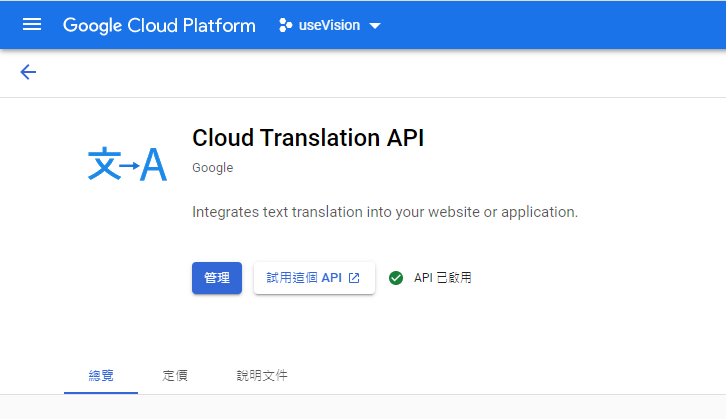 Google Cloud Platform useVision
Cloud Translation API
文 A
Google
Integrates text translation into your website or application.
管理 試用這個 API API 已啟用
總覽 定價 說明文件